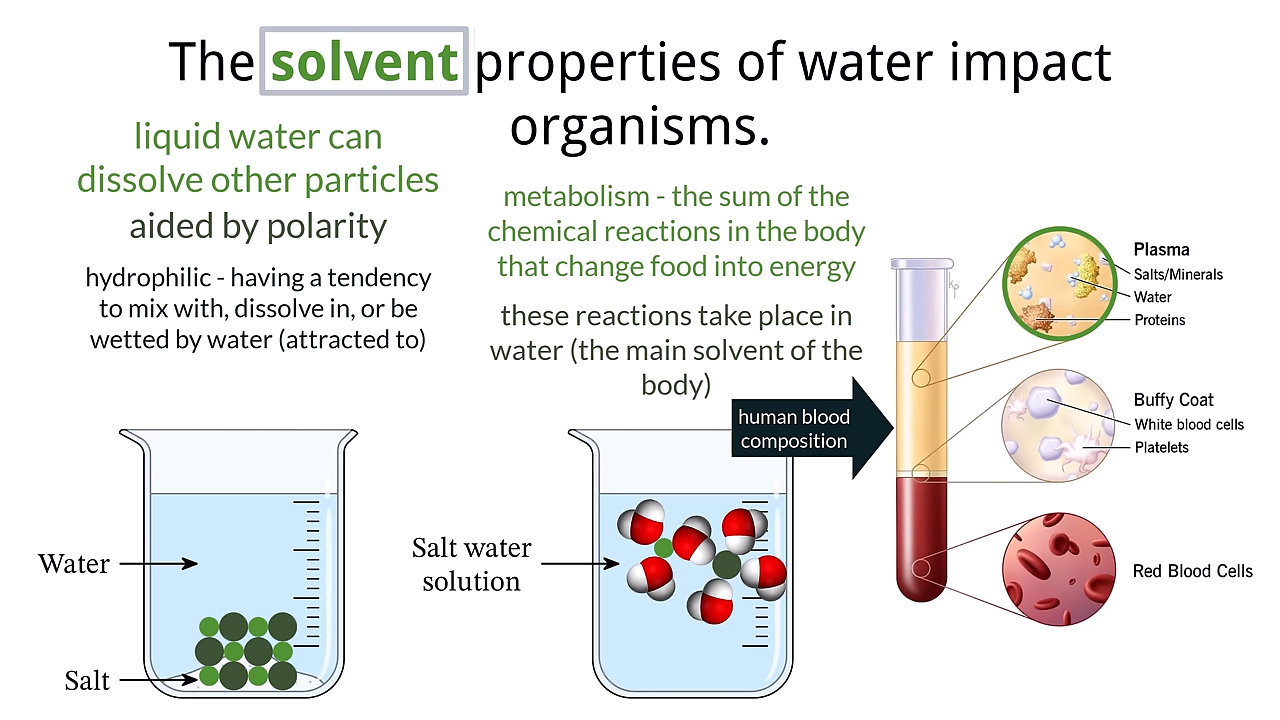 The solvent properties of water impact
organisms.
liquid water can
dissolve other particles
aided by polarity
hydrophilic - having a tendency
to mix with, dissolve in, or be
wetted by water (attracted to)
metabolism - the sum of the
chemical reactions in the body
that change food into energy
these reactions take place in
water (the main solvent of the
body)
human blood
composition
Water
Salt
Salt water
solution
Plasma
Salts/Minerals
Water
Proteins
Buffy Coat
White blood cells
Platelets
Red Blood Cells